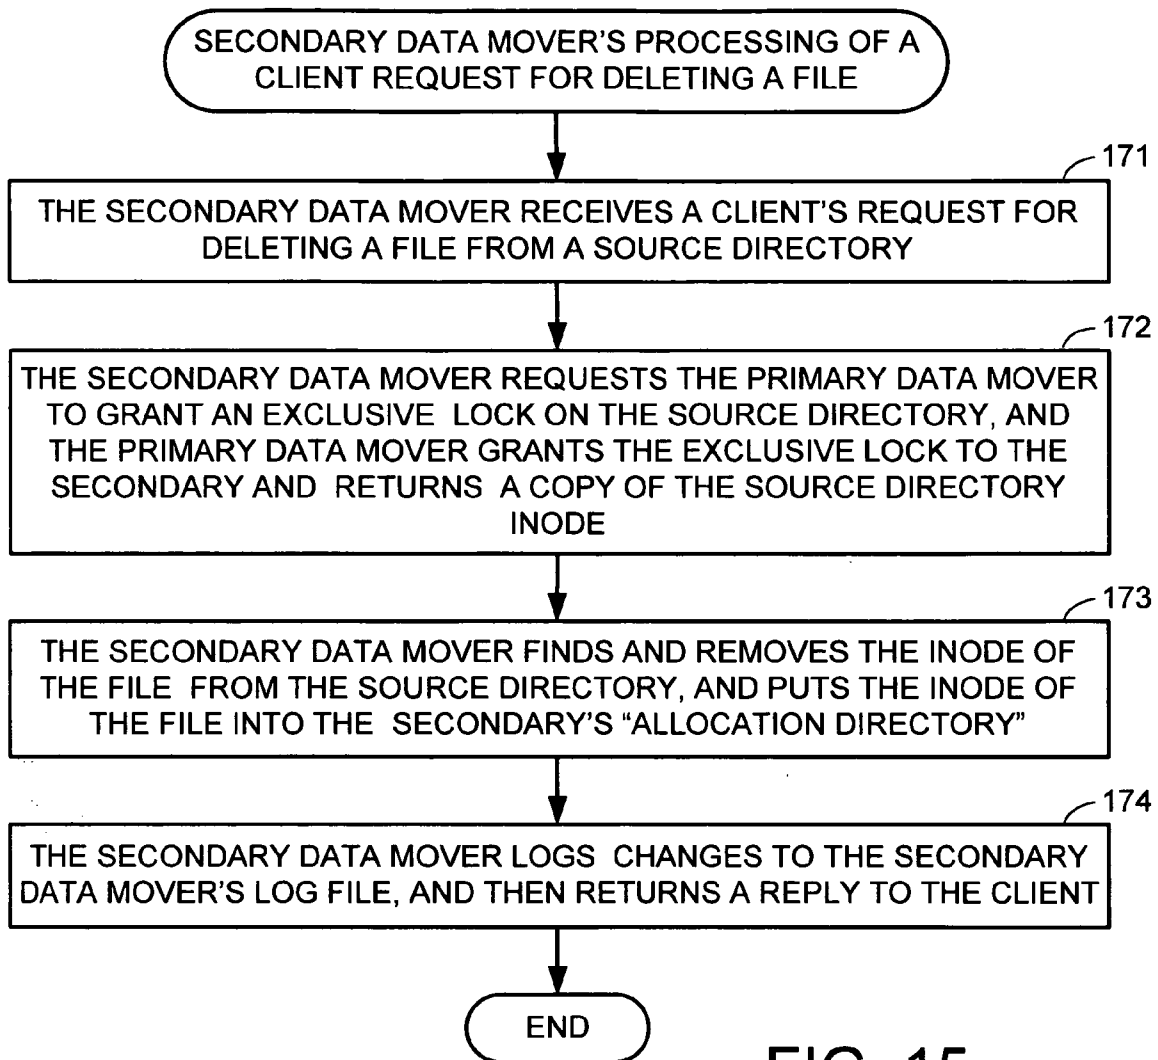 SECONDARY DATA MOVER'S PROCESSING OF A
CLIENT REQUEST FOR DELETING A FILE
171
THE SECONDARY DATA MOVER RECEIVES A CLIENT'S REQUEST FOR
DELETING A FILE FROM A SOURCE DIRECTORY
172
THE SECONDARY DATA MOVER REQUESTS THE PRIMARY DATA MOVER
TO GRANT AN EXCLUSIVE LOCK ON THE SOURCE DIRECTORY, AND
THE PRIMARY DATA MOVER GRANTS THE EXCLUSIVE LOCK TO THE
SECONDARY AND RETURNS A COPY OF THE SOURCE DIRECTORY
INODE
173
THE SECONDARY DATA MOVER FINDS AND REMOVES THE INODE OF
THE FILE FROM THE SOURCE DIRECTORY, AND PUTS THE INODE OF
THE FILE INTO THE SECONDARY'S “ALLOCATION DIRECTORY”
174
THE SECONDARY DATA MOVER LOGS CHANGES TO THE SECONDARY
DATA MOVER'S LOG FILE, AND THEN RETURNS A REPLY TO THE CLIENT
END
FIG. 15